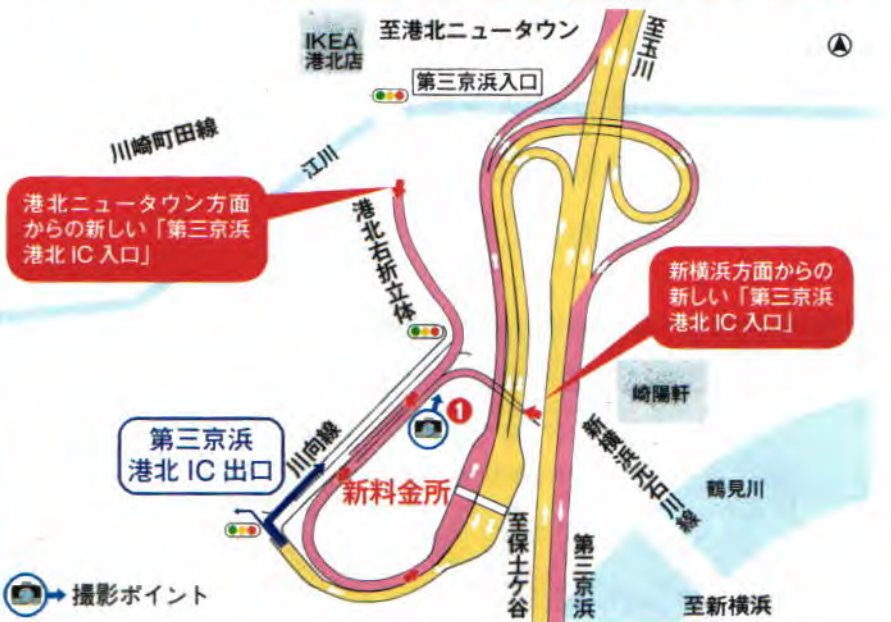 IKEA
港北店
至港北ニュータウン
至玉川
第三京浜入口
川崎町田線
江川
港北ニュータウン方面
からの新しい「第三京浜
港北 IC 入口」
港北右折立体
新横浜方面からの
新しい「第三京浜
港北 IC 入口」
崎陽軒
1
第三京浜
港北 IC 出口
川向線
新料金所
新横浜元石川線
鶴見川
至保土ケ谷
第三京浜
至新横浜
撮影ポイント